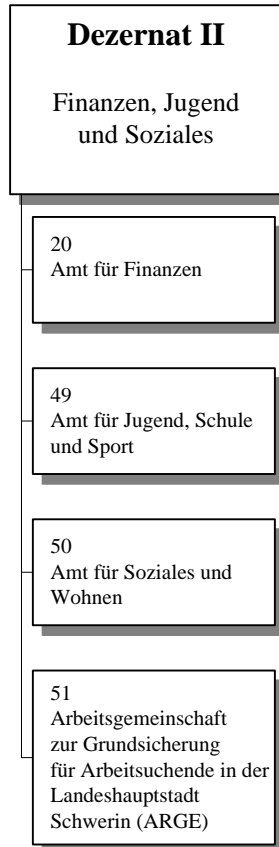 Dezernat II
Finanzen, Jugend
und Soziales
20
Amt für Finanzen
49
Amt für Jugend, Schule
und Sport
50
Amt für Soziales und
Wohnen
51
Arbeitsgemeinschaft
zur Grundsicherung
für Arbeitsuchende in der
Landeshauptstadt
Schwerin (ARGE)